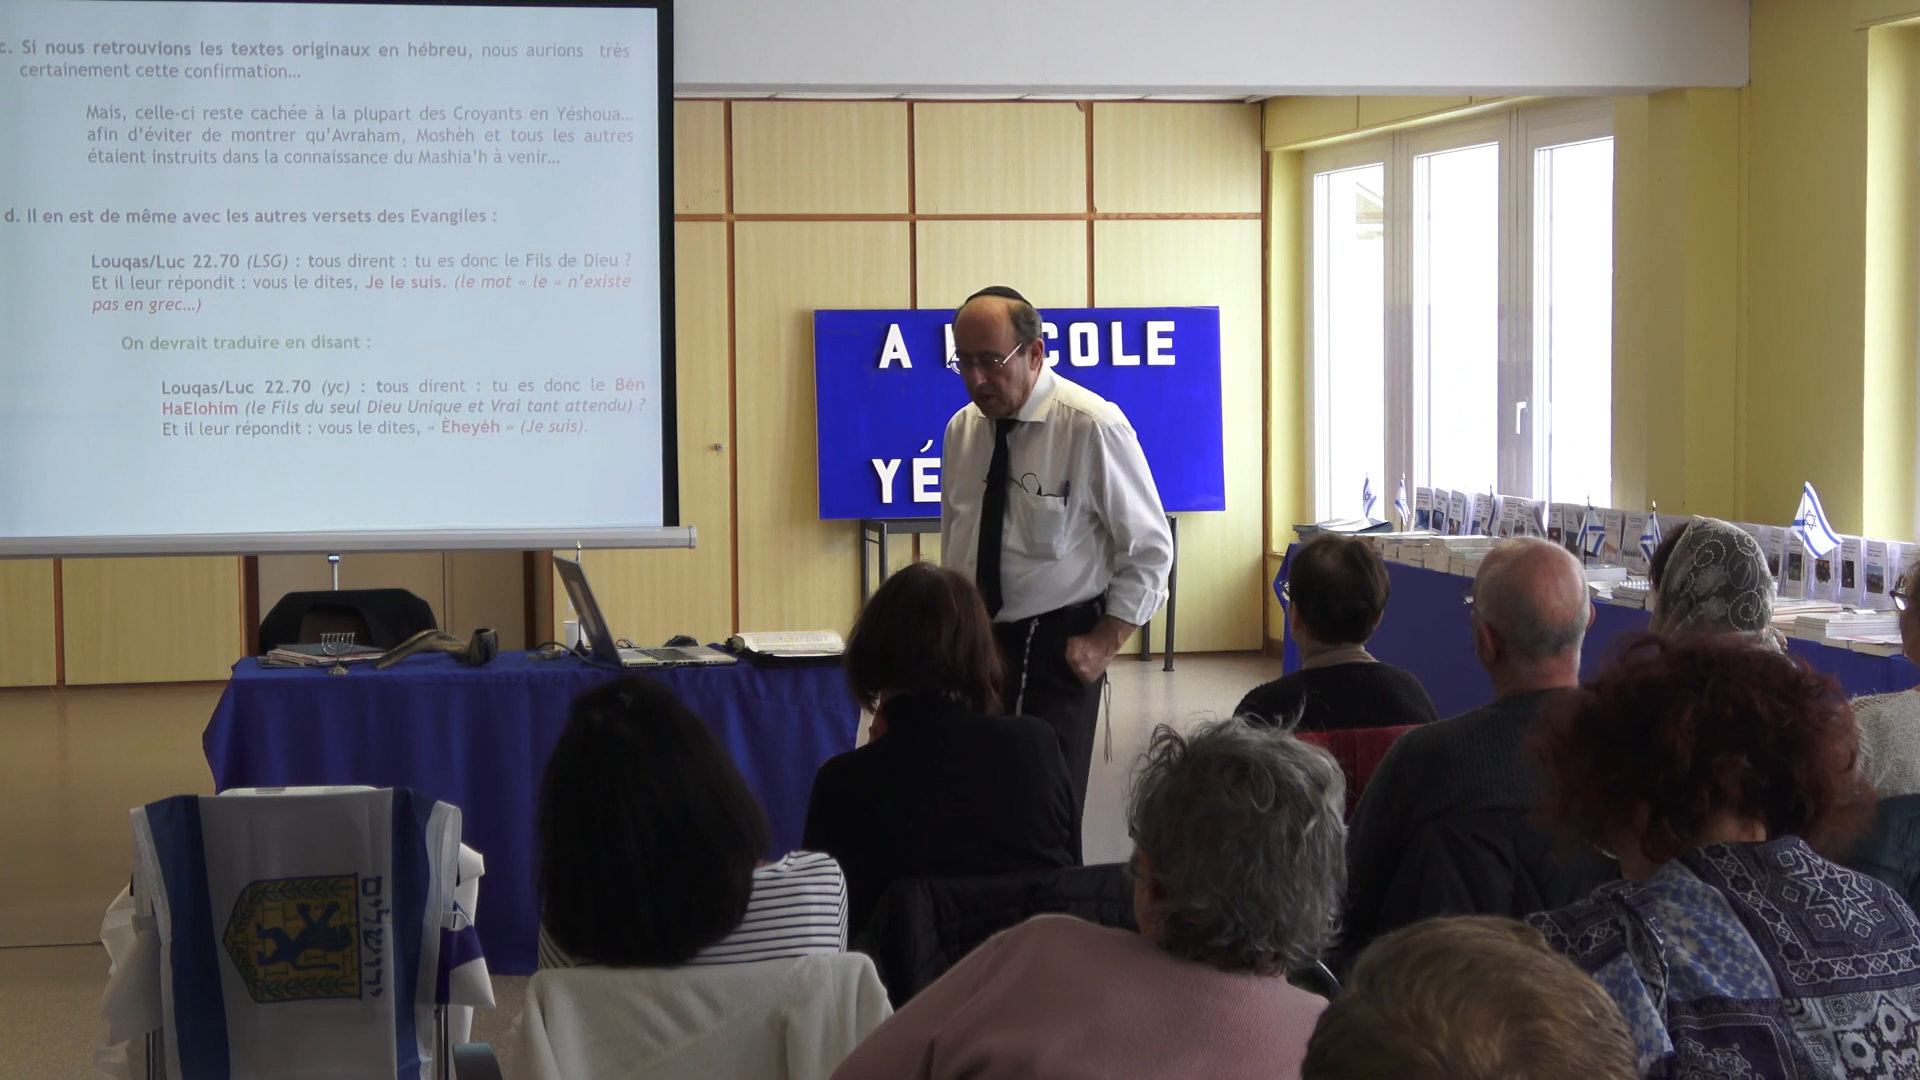 c. Si nous retrouvions les textes originaux en hébreu, nous aurions très
certainement cette confirmation...
Mais, celle-ci reste cachée à la plupart des Croyants en Yéshoua...
afin d'éviter de montrer qu'Avraham, Moshèh et tous les autres
étaient instruits dans la connaissance du Mashia'h à venir...
d. Il en est de même avec les autres versets des Evangiles :
Louqas/Luc 22.70 (LSG) : tous dirent : tu es donc le Fils de Dieu ?
Et il leur répondit : vous le dites, Je le suis. (le mot « le » n'existe
pas en grec...)
On devrait traduire en disant :
Louqas/Luc 22.70 (yc) : tous dirent : tu es donc le Bèn
HaElohim (le Fils du seul Dieu Unique et Vrai tant attendu) ?
Et il leur répondit : vous le dites, « Èheyèh » (Je suis).
A L COLE
YÉ
ירושלים